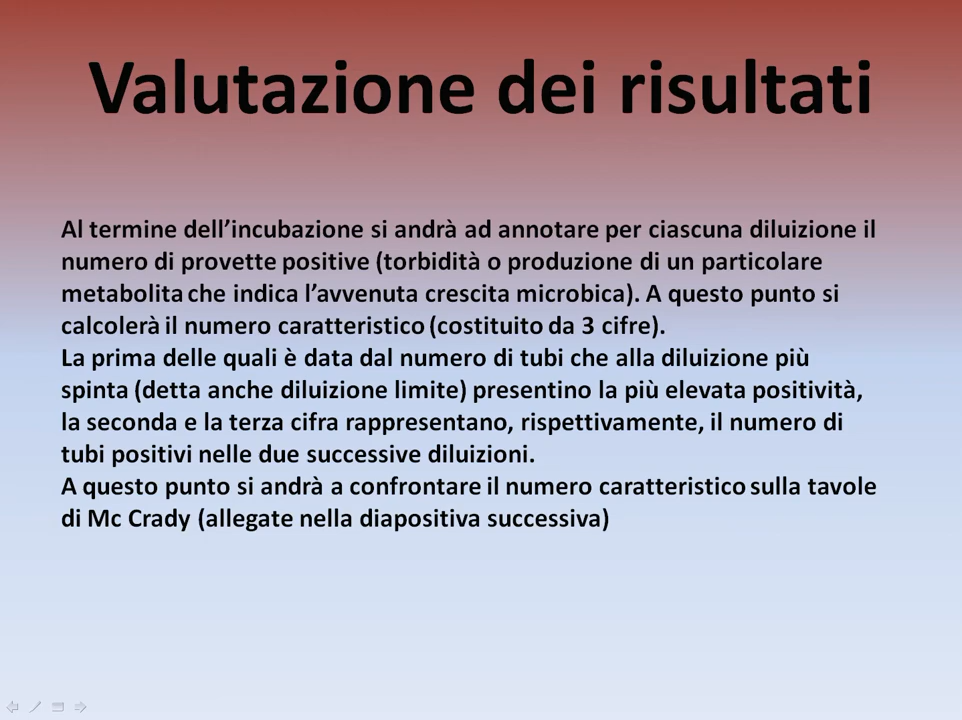 Valutazione dei risultati
Al termine dell’incubazione si andrà ad annotare per ciascuna diluizione il
numero di provette positive (torbidità o produzione di un particolare
metabolita che indica l’avvenuta crescita microbica). A questo punto si
calcolerà il numero caratteristico (costituito da 3 cifre).
La prima delle quali è data dal numero di tubi che alla diluizione più
spinta (detta anche diluizione limite) presentino la più elevata positività,
la seconda e la terza cifra rappresentano, rispettivamente, il numero di
tubi positivi nelle due successive diluizioni.
A questo punto si andrà a confrontare il numero caratteristico sulla tavole
di Mc Crady (allegate nella diapositiva successiva)